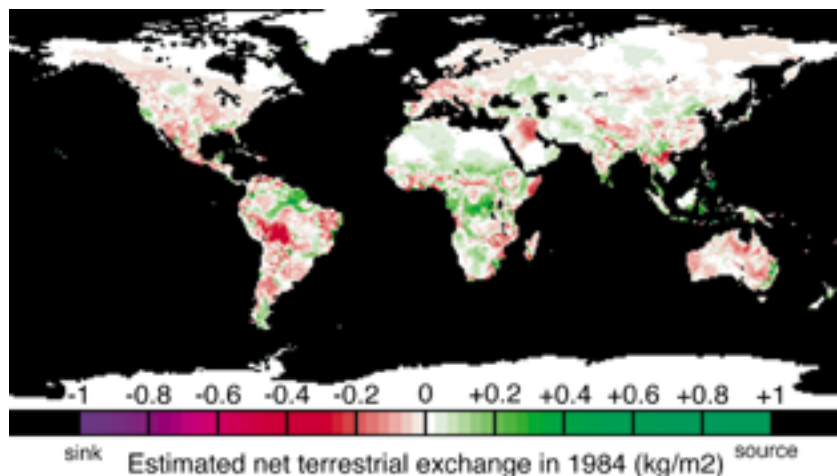 -1 -0.8 -0.6 -0.4 -0.2 0 +0.2 +0.4 +0.6 +0.8 +1
sink source
Estimated net terrestrial exchange in 1984 (kg/m2)